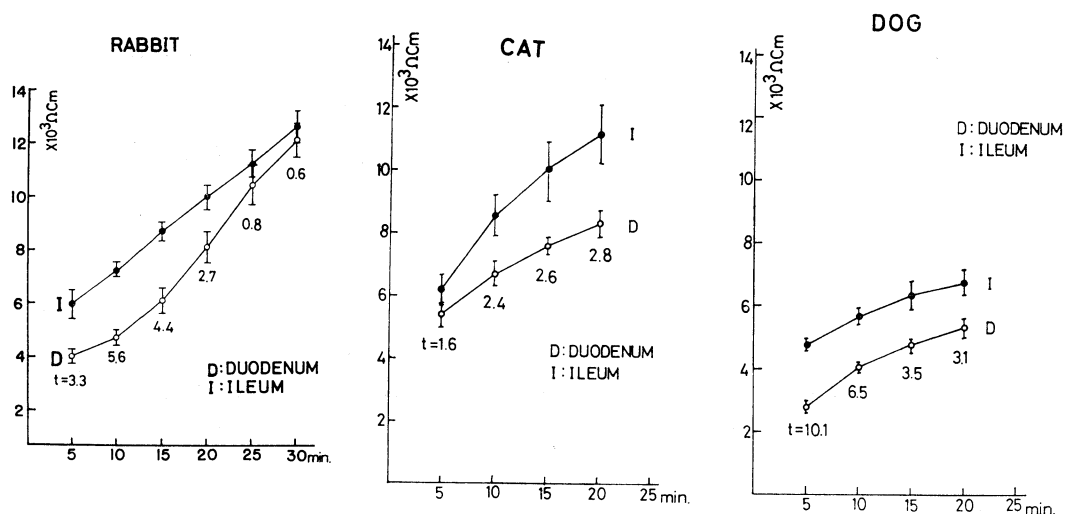 RABBIT
×10³ΩCm
14
12
10
8
6
4
2
I
D
t=3.3
5.6
4.4
2.7
0.8
0.6
D:DUODENUM
I:ILEUM
5 10 15 20 25 30min.
CAT
×10³ΩCm
14
12
10
8
6
4
2
I
D
t=1.6
2.4
2.6
2.8
D:DUODENUM
I:ILEUM
5 10 15 20 25 min.
DOG
×10³ΩCm
14
12
10
8
6
4
2
D:DUODENUM
I:ILEUM
I
D
t=10.1
6.5
3.5
3.1
5 10 15 20 25 min.